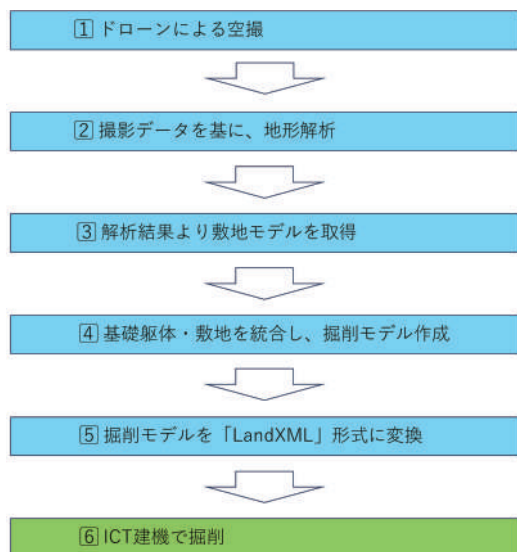 1 ドローンによる空撮
2 撮影データを基に、地形解析
3 解析結果より敷地モデルを取得
4 基礎躯体・敷地を統合し、掘削モデル作成
5 掘削モデルを「LandXML」形式に変換
6 ICT建機で掘削